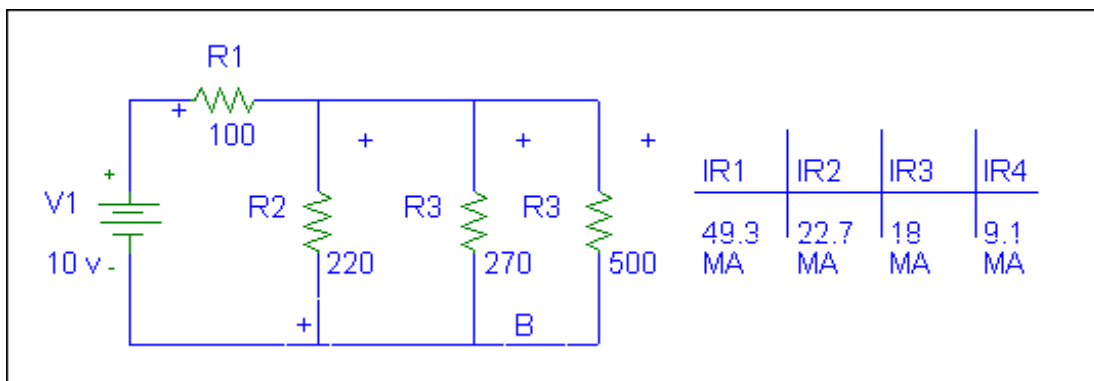 R1
+
100
+ + +
+
V1
R2
R3
R3
10 v -
220
270
500
+
B
IR1 IR2 IR3 IR4
49.3 22.7 18 9.1
MA MA MA MA